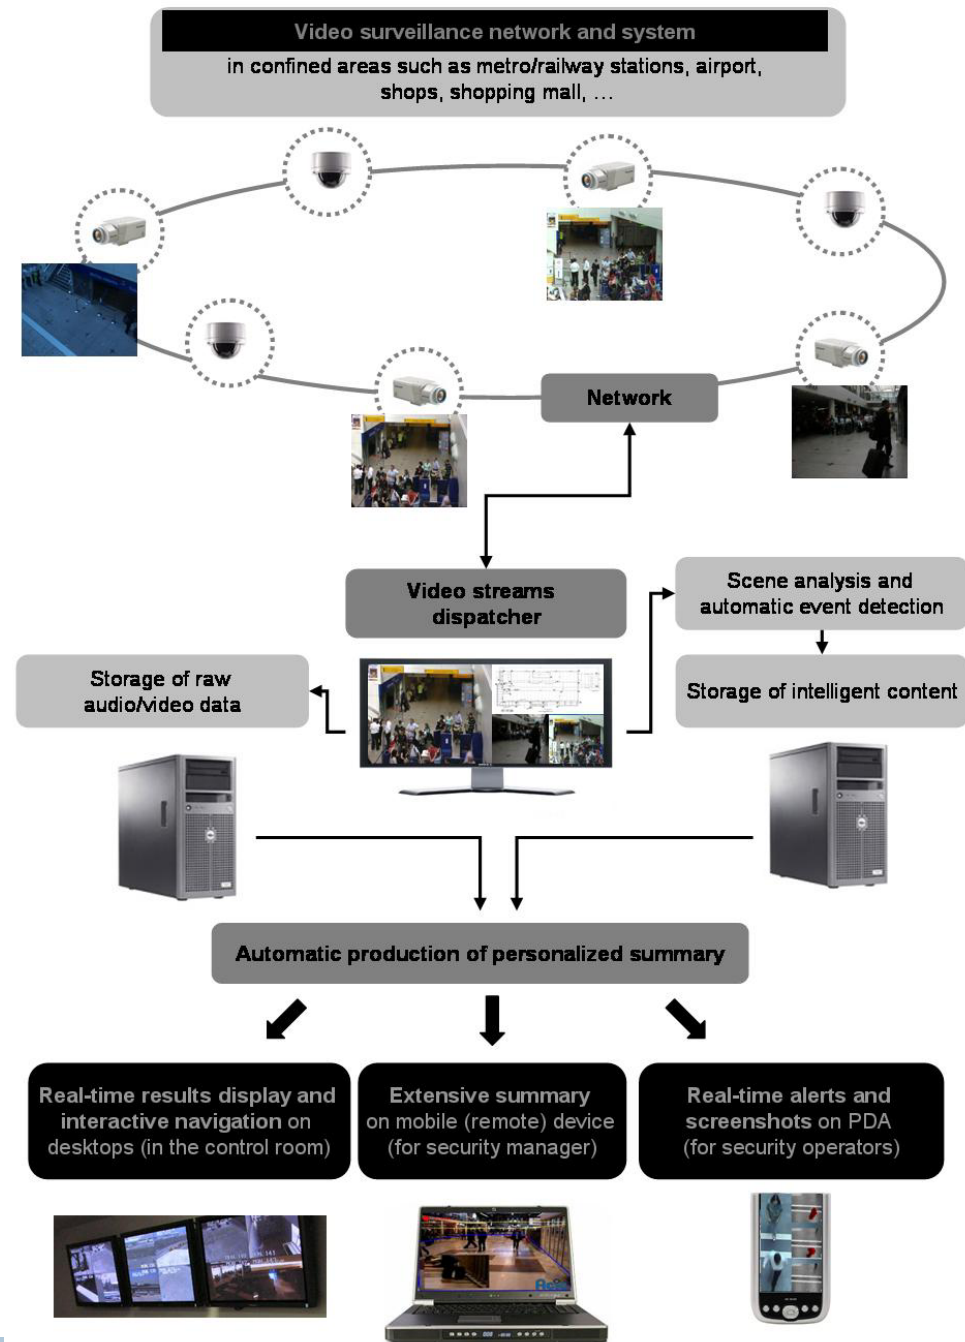 Video surveillance network and system
in confined areas such as metro/railway stations, airport,
shops, shopping mall, ...
Network
Video streams
dispatcher
Scene analysis and
automatic event detection
Storage of raw
audio/video data
Storage of intelligent content
Automatic production of personalized summary
Real-time results display and
interactive navigation on
desktops (in the control room)
Extensive summary
on mobile (remote) device
(for security manager)
Real-time alerts and
screenshots on PDA
(for security operators)